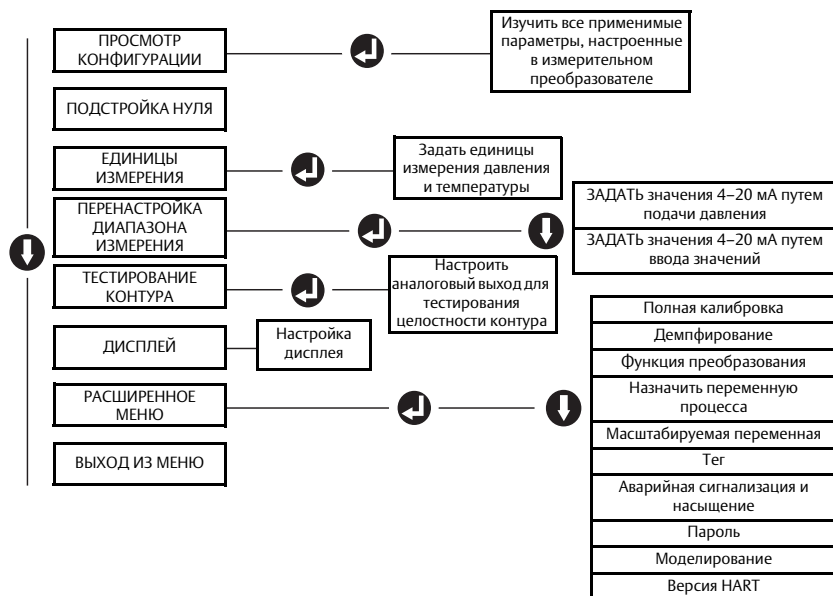 ПРОСМОТР
КОНФИГУРАЦИИ
Изучить все применимые
параметры, настроенные
в измерительном
преобразователе
ПОДСТРОЙКА НУЛЯ
ЕДИНИЦЫ
ИЗМЕРЕНИЯ
Задать единицы
измерения давления
и температуры
ПЕРЕНАСТРОЙКА
ДИАПАЗОНА
ИЗМЕРЕНИЯ
ЗАДАТЬ значения 4–20 мА путем
подачи давления
ЗАДАТЬ значения 4–20 мА путем
ввода значений
ТЕСТИРОВАНИЕ
КОНТУРА
Настроить
аналоговый выход для
тестирования
целостности контура
ДИСПЛЕЙ
Настройка
дисплея
РАСШИРЕННОЕ
МЕНЮ
Полная калибровка
Демпфирование
Функция преобразования
Назначить переменную
процесса
Масштабируемая переменная
Тег
Аварийная сигнализация и
насыщение
Пароль
Моделирование
Версия HART
ВЫХОД ИЗ МЕНЮ